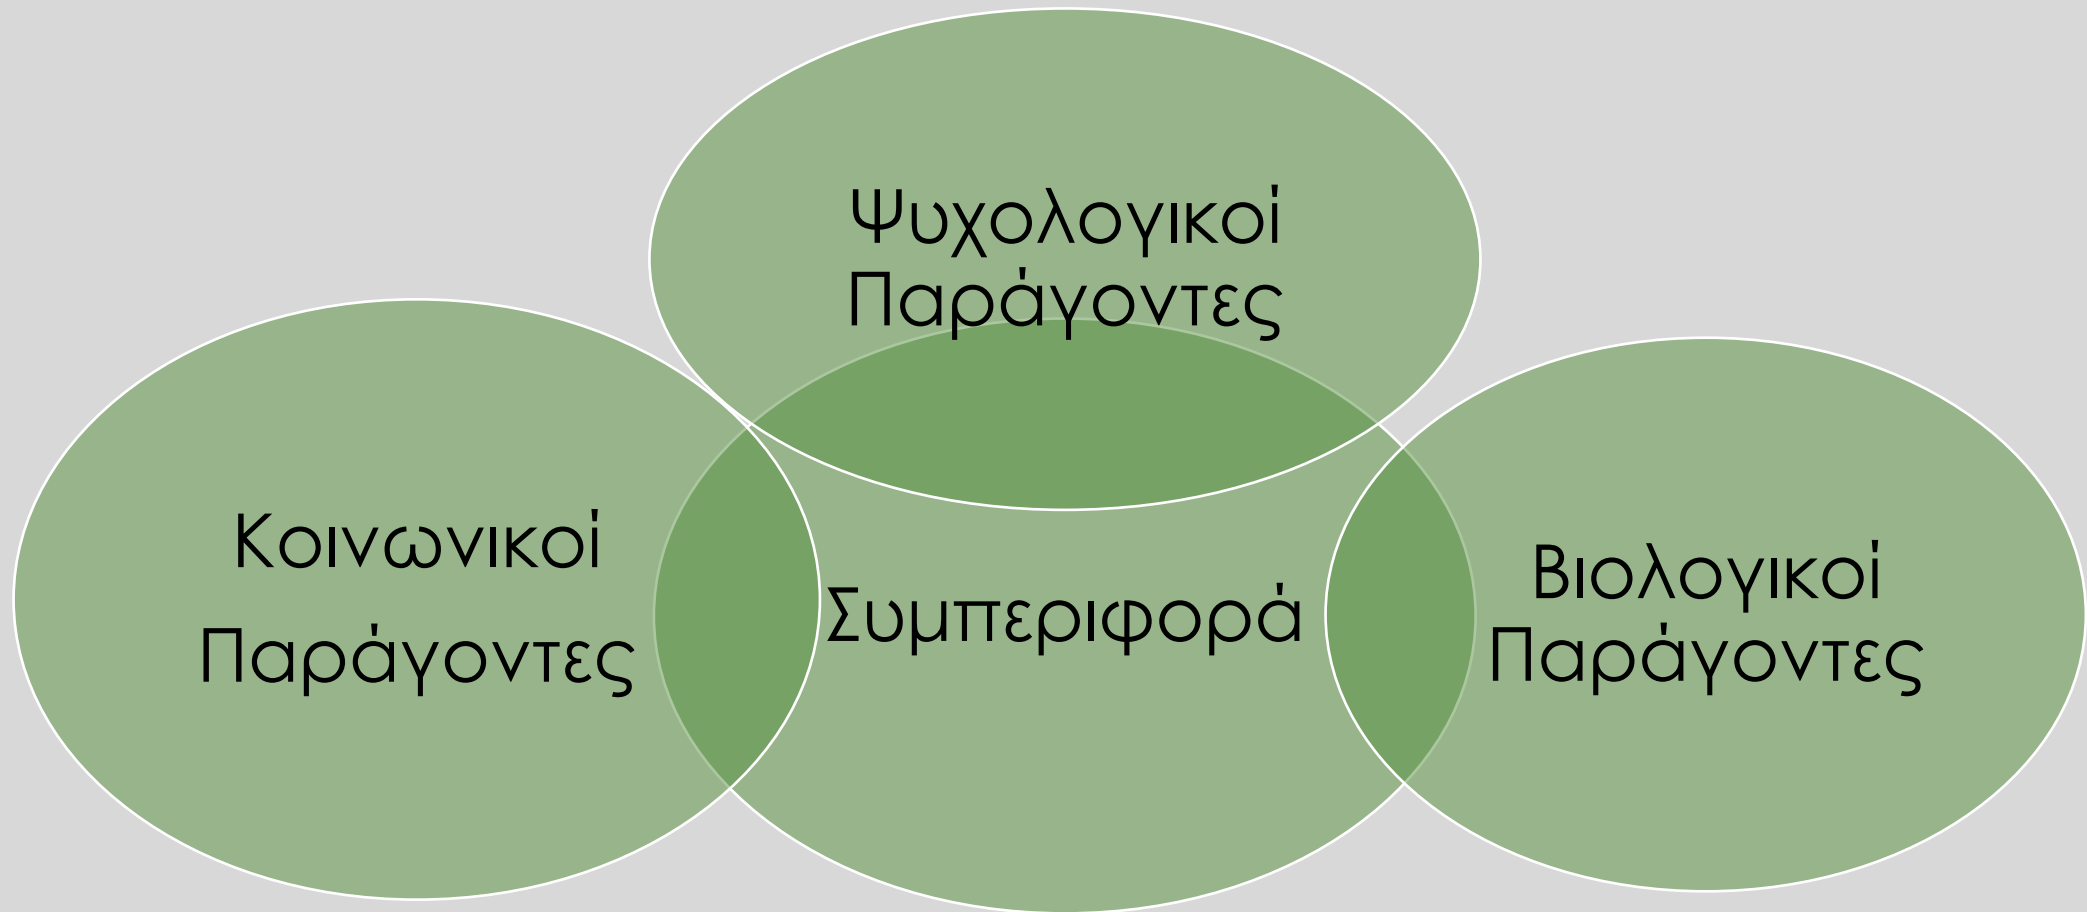 Ψυχολογικοί
Παράγοντες
Κοινωνικοί
Παράγοντες
Συμπεριφορά
Βιολογικοί
Παράγοντες